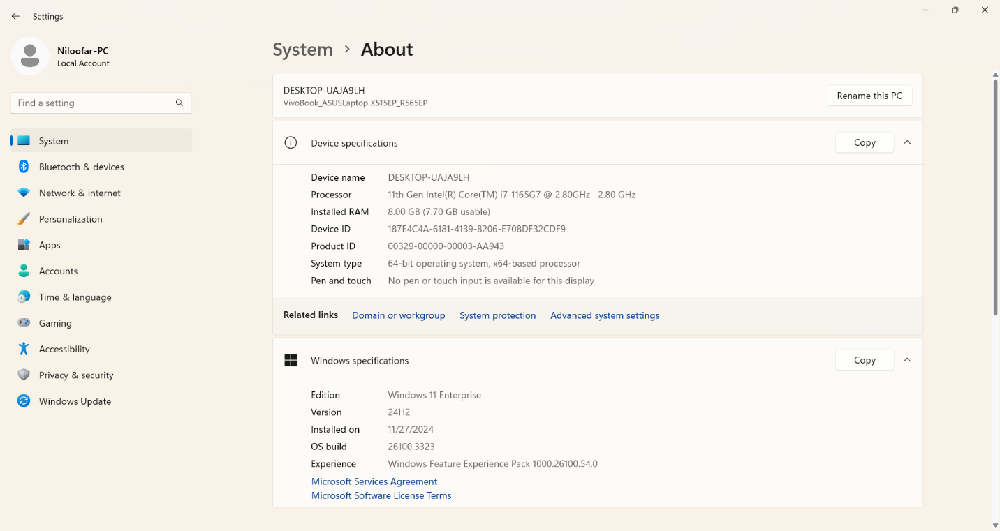 Settings
Niloofar-PC
Local Account
Find a setting
System
Bluetooth & devices
Network & internet
Personalization
Apps
Accounts
Time & language
Gaming
Accessibility
Privacy & security
Windows Update
System > About
DESKTOP-UAJA9LH
VivoBook_ASUSLaptop X515EP_R565EP
Rename this PC
Device specifications
Copy
Device name DESKTOP-UAJA9LH
Processor 11th Gen Intel(R) Core(TM) i7-1165G7 @ 2.80GHz 2.80 GHz
Installed RAM 8.00 GB (7.70 GB usable)
Device ID 187E4C4A-6181-4139-8206-E708DF32CDF9
Product ID 00329-00000-00003-AA943
System type 64-bit operating system, x64-based processor
Pen and touch No pen or touch input is available for this display
Related links Domain or workgroup System protection Advanced system settings
Windows specifications
Copy
Edition Windows 11 Enterprise
Version 24H2
Installed on 11/27/2024
OS build 26100.3323
Experience Windows Feature Experience Pack 1000.26100.54.0
Microsoft Services Agreement
Microsoft Software License Terms